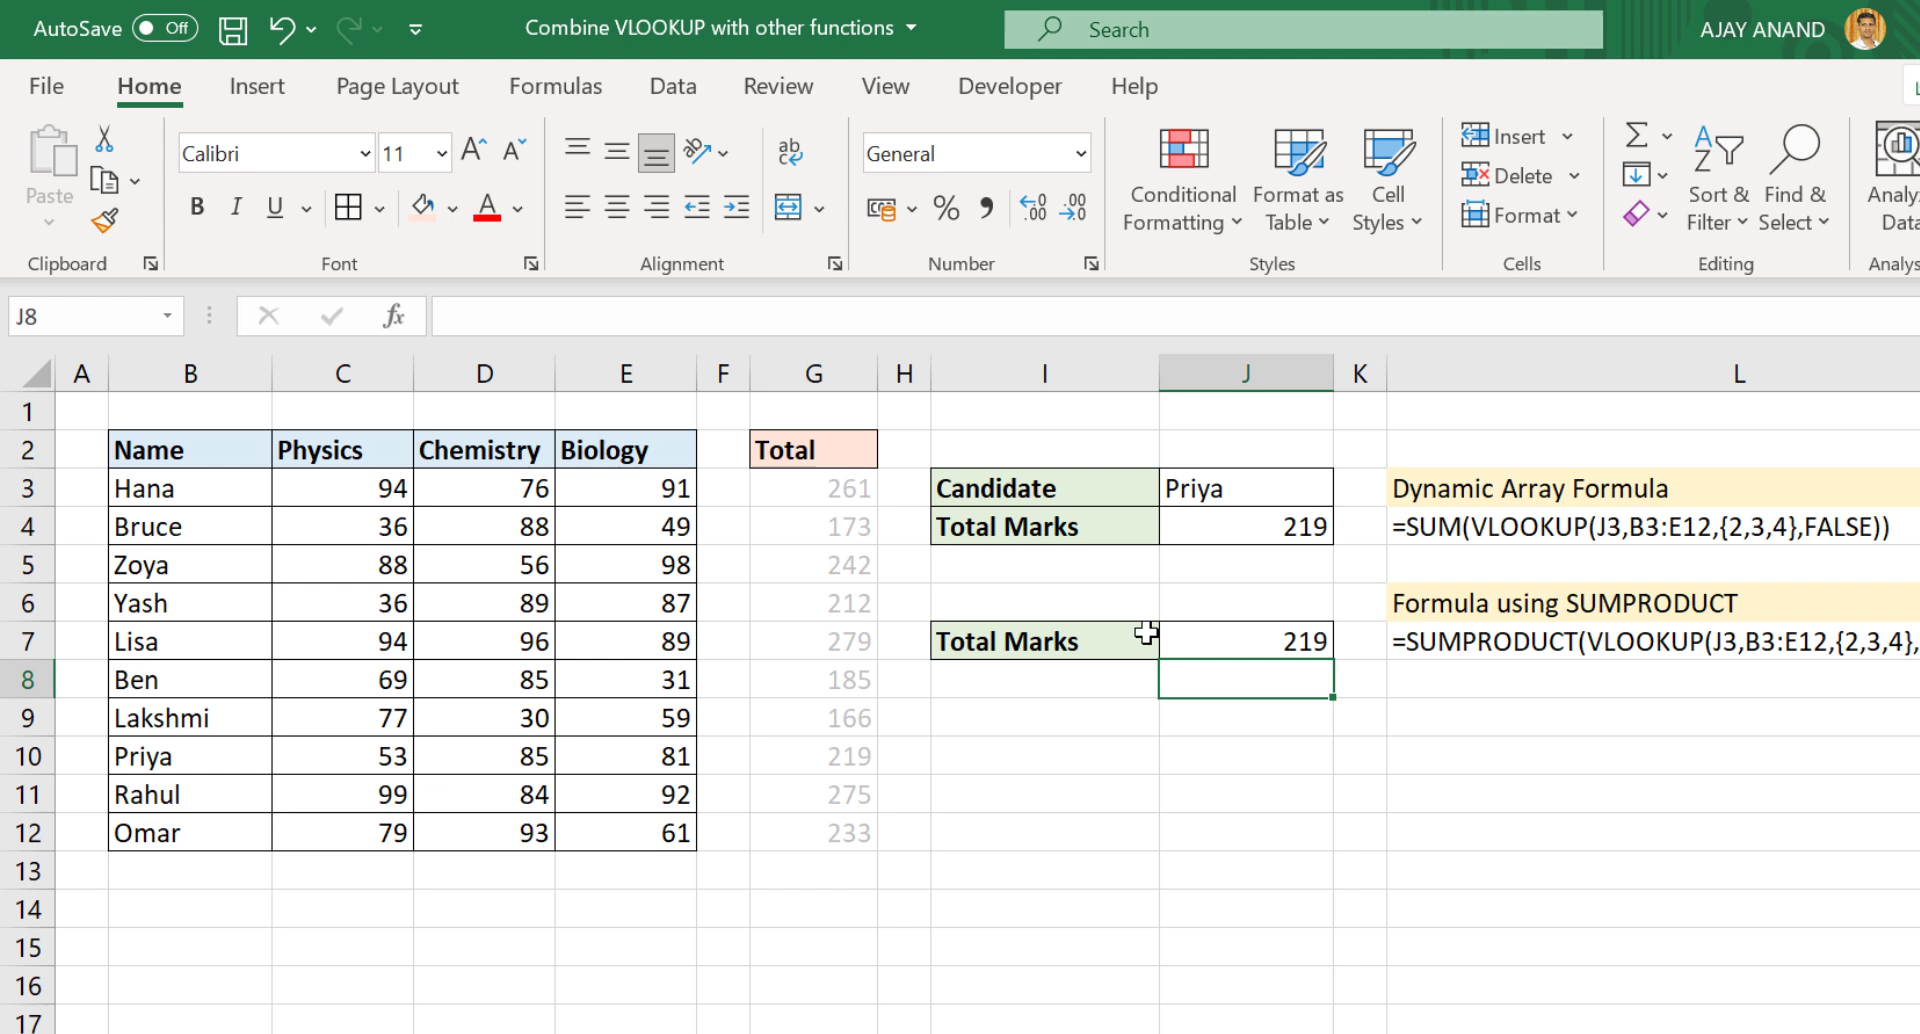 AutoSave Off Combine VLOOKUP with other functions Search AJAY ANAND
File Home Insert Page Layout Formulas Data Review View Developer Help
Paste
Clipboard
Calibri 11
B I U
Font
ab
Alignment
General
Number
Conditional Formatting
Format as Table
Cell Styles
Styles
Insert
Delete
Format
Cells
Sort & Filter
Find & Select
Editing
Analy
Data
Analys
J8 fx
A B C D E F G H I J K L
1
2 Name Physics Chemistry Biology Total
3 Hana 94 76 91 261 Candidate Priya Dynamic Array Formula
4 Bruce 36 88 49 173 Total Marks 219 =SUM(VLOOKUP(J3,B3:E12,{2,3,4},FALSE))
5 Zoya 88 56 98 242
6 Yash 36 89 87 212 Formula using SUMPRODUCT
7 Lisa 94 96 89 279 Total Marks 219 =SUMPRODUCT(VLOOKUP(J3,B3:E12,{2,3,4},
8 Ben 69 85 31 185
9 Lakshmi 77 30 59 166
10 Priya 53 85 81 219
11 Rahul 99 84 92 275
12 Omar 79 93 61 233
13
14
15
16
17